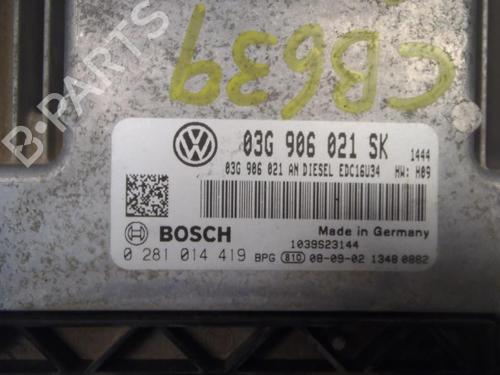 CB639
B-PARTS
03G 906 021 SK 1444
03G 906 021 AN DIESEL EDC16U34 HW: H09
BOSCH
Made in Germany
1039S23144
0 281 014 419 BPG 810 08-09-02 1348 0882